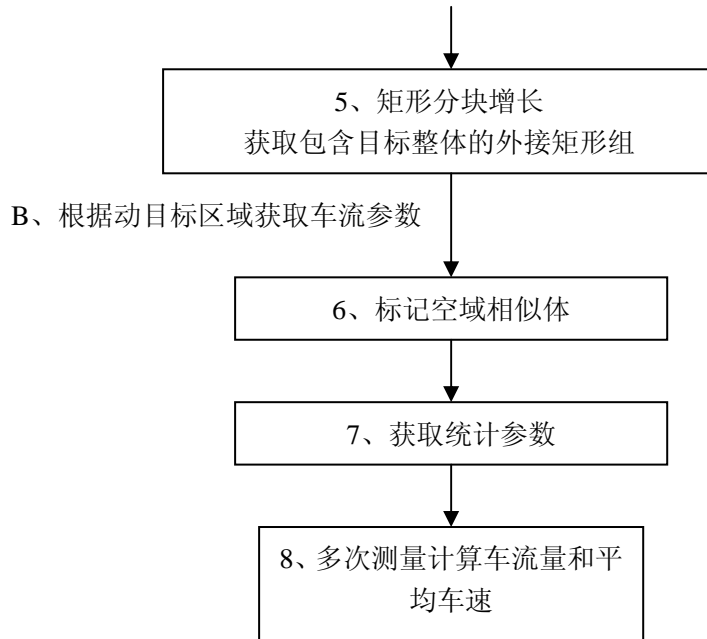 5、矩形分块增长
获取包含目标整体的外接矩形组
B、根据动目标区域获取车流参数
6、标记空域相似体
7、获取统计参数
8、多次测量计算车流量和平
均车速